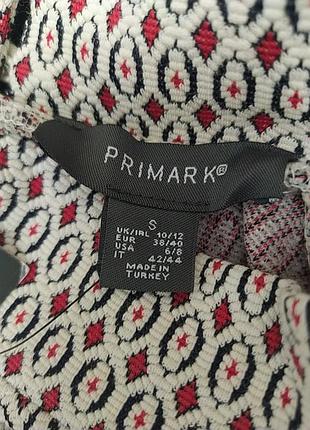 PRIMARK®
S
UK/IRL 10/12
EUR 38/40
USA 6/8
IT 42/44
MADE IN
TURKEY